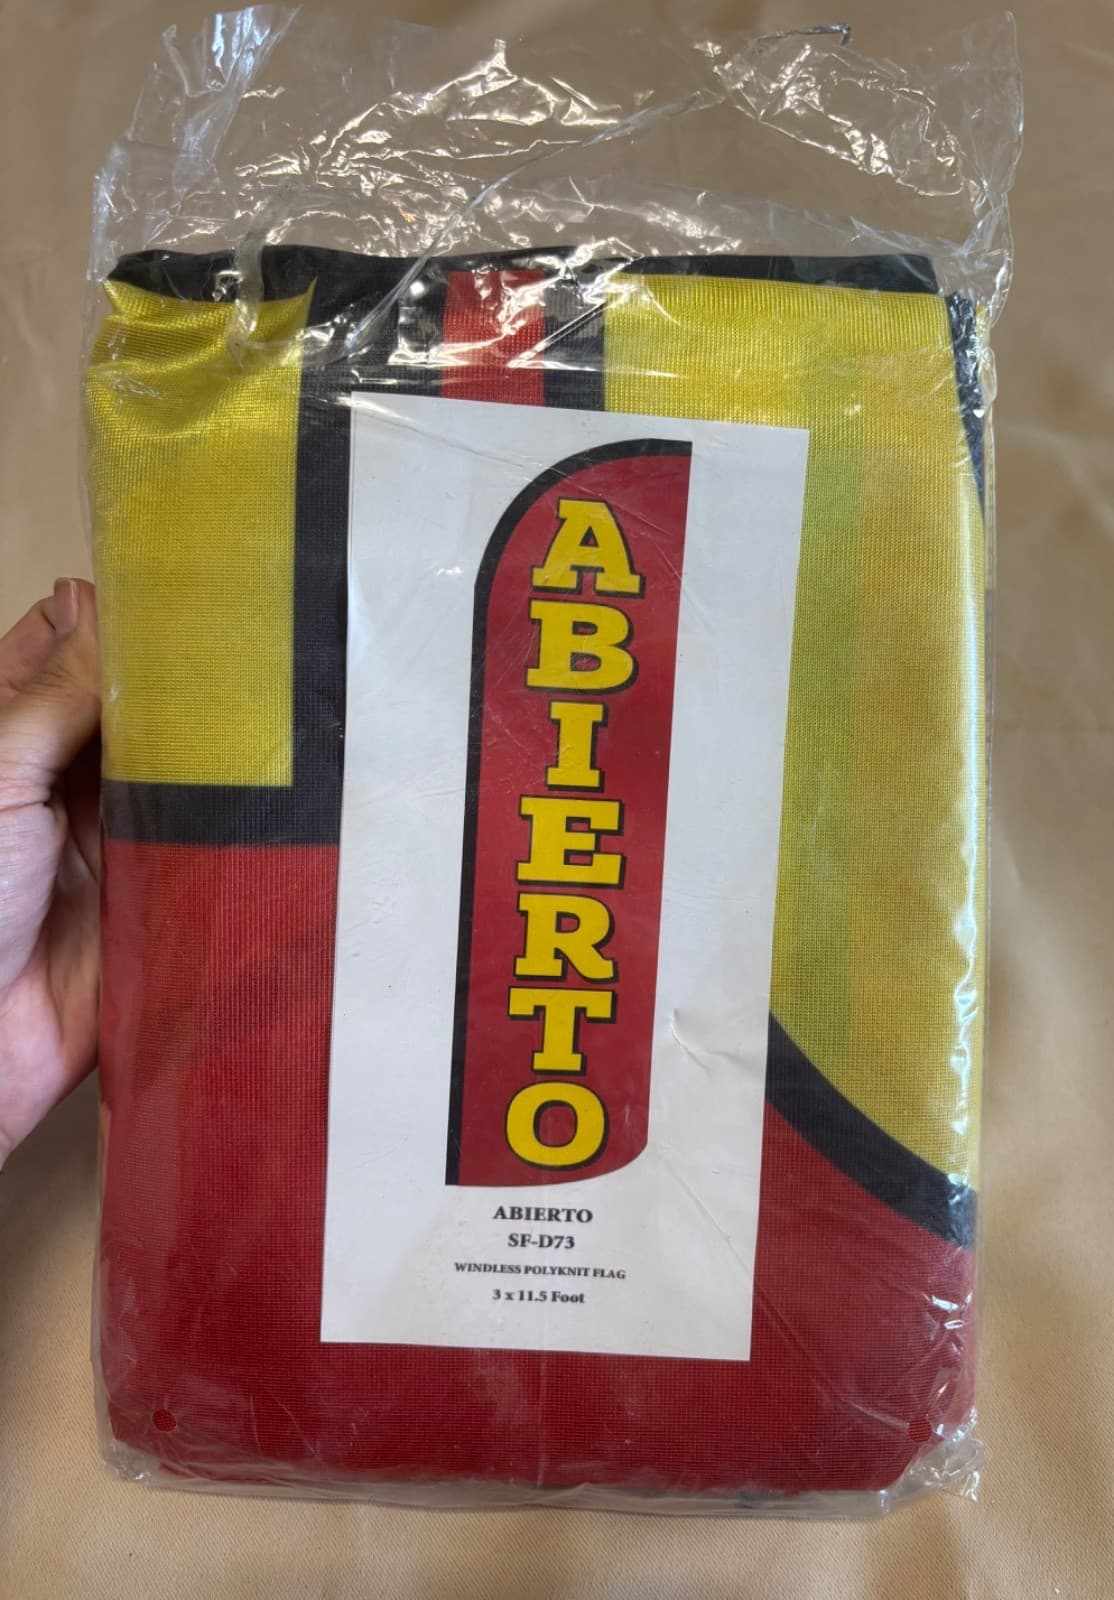 ABIERTO
ABIERTO
SF-D73
WINDLESS POLYKNIT FLAG
3 x 11.5 Foot